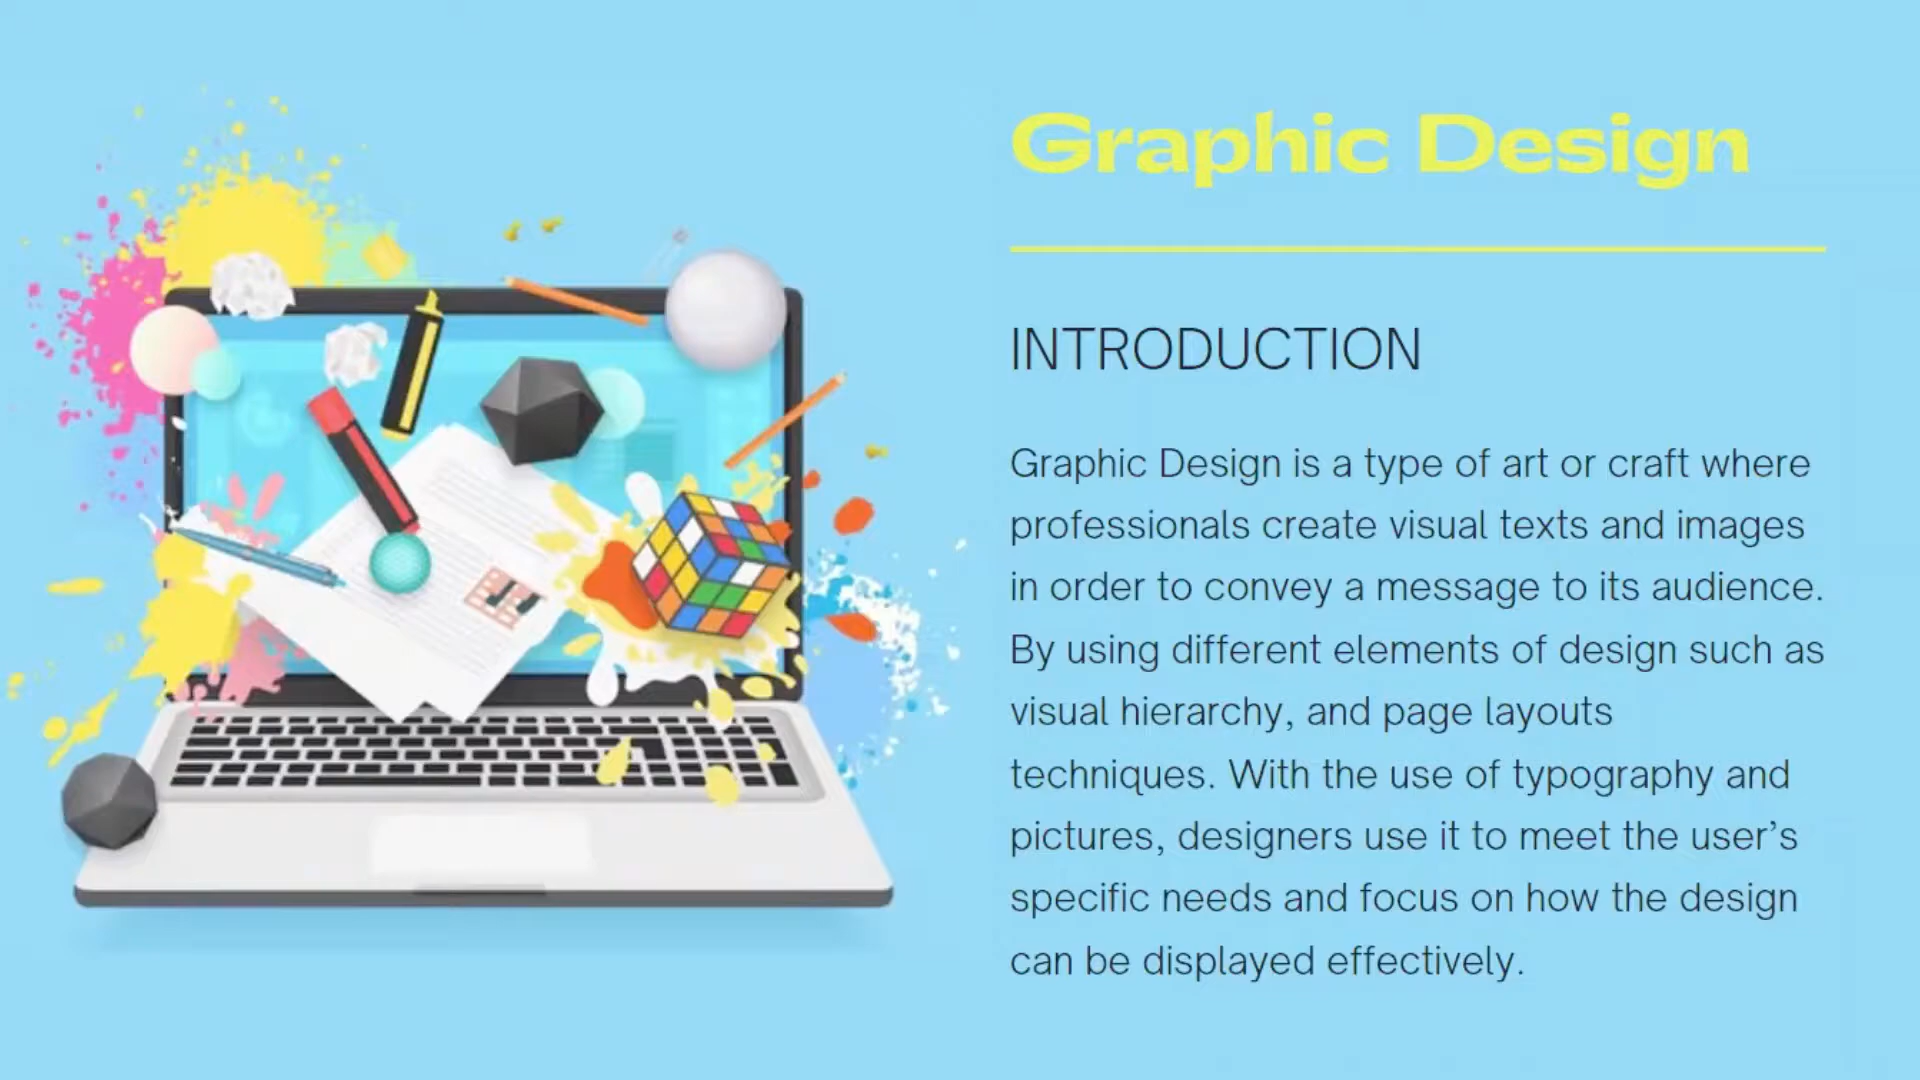 Graphic Design
INTRODUCTION
Graphic Design is a type of art or craft where
professionals create visual texts and images
in order to convey a message to its audience.
By using different elements of design such as
visual hierarchy, and page layouts
techniques. With the use of typography and
pictures, designers use it to meet the user’s
specific needs and focus on how the design
can be displayed effectively.